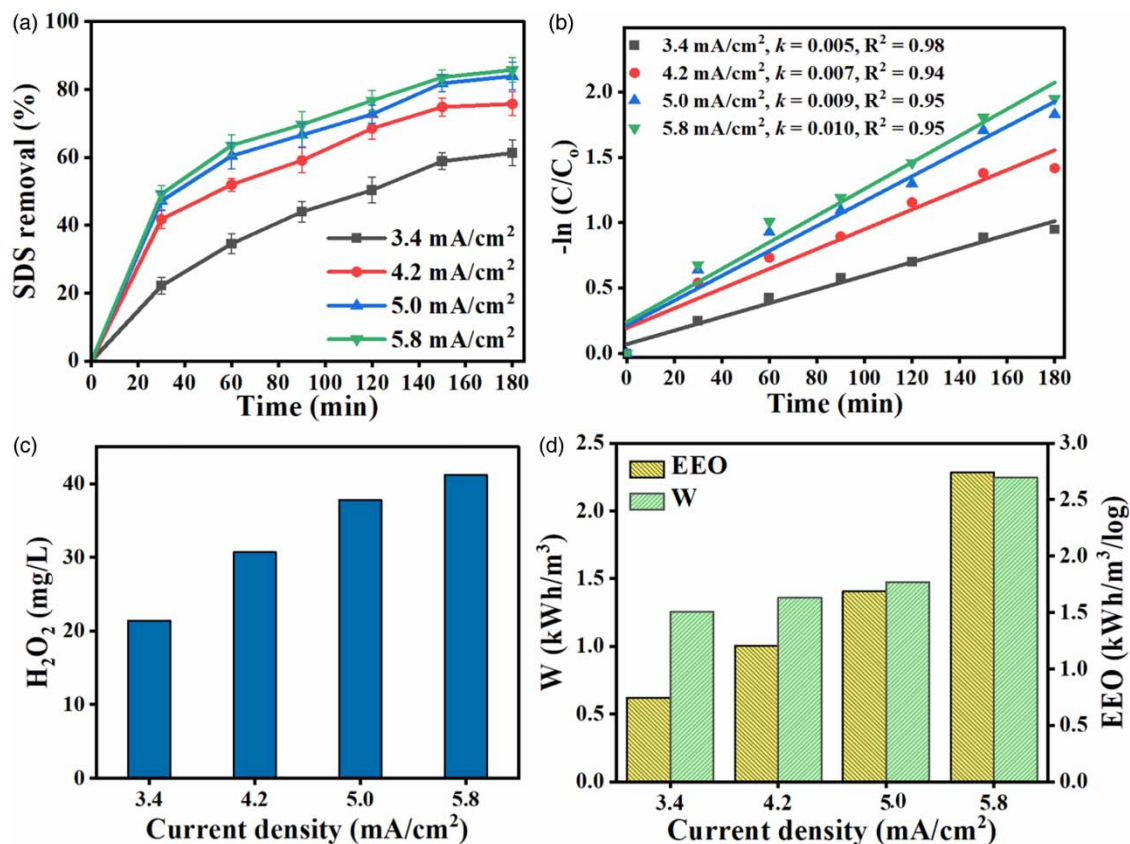 (a)
SDS removal (%)
100
80
60
40
20
0
3.4 mA/cm²
4.2 mA/cm²
5.0 mA/cm²
5.8 mA/cm²
0 20 40 60 80 100 120 140 160 180
Time (min)
(b)
-ln (C/Cₒ)
2.0
1.5
1.0
0.5
0.0
3.4 mA/cm², k = 0.005, R² = 0.98
4.2 mA/cm², k = 0.007, R² = 0.94
5.0 mA/cm², k = 0.009, R² = 0.95
5.8 mA/cm², k = 0.010, R² = 0.95
0 30 60 90 120 150 180
Time (min)
(c)
H₂O₂ (mg/L)
40
30
20
10
0
3.4 4.2 5.0 5.8
Current density (mA/cm²)
(d)
W (kWh/m³)
2.5
2.0
1.5
1.0
0.5
0.0
EEO
W
3.0
2.5
2.0
1.5
1.0
0.5
0.0
EEO (kWh/m³/log)
3.4 4.2 5.0 5.8
Current density (mA/cm²)